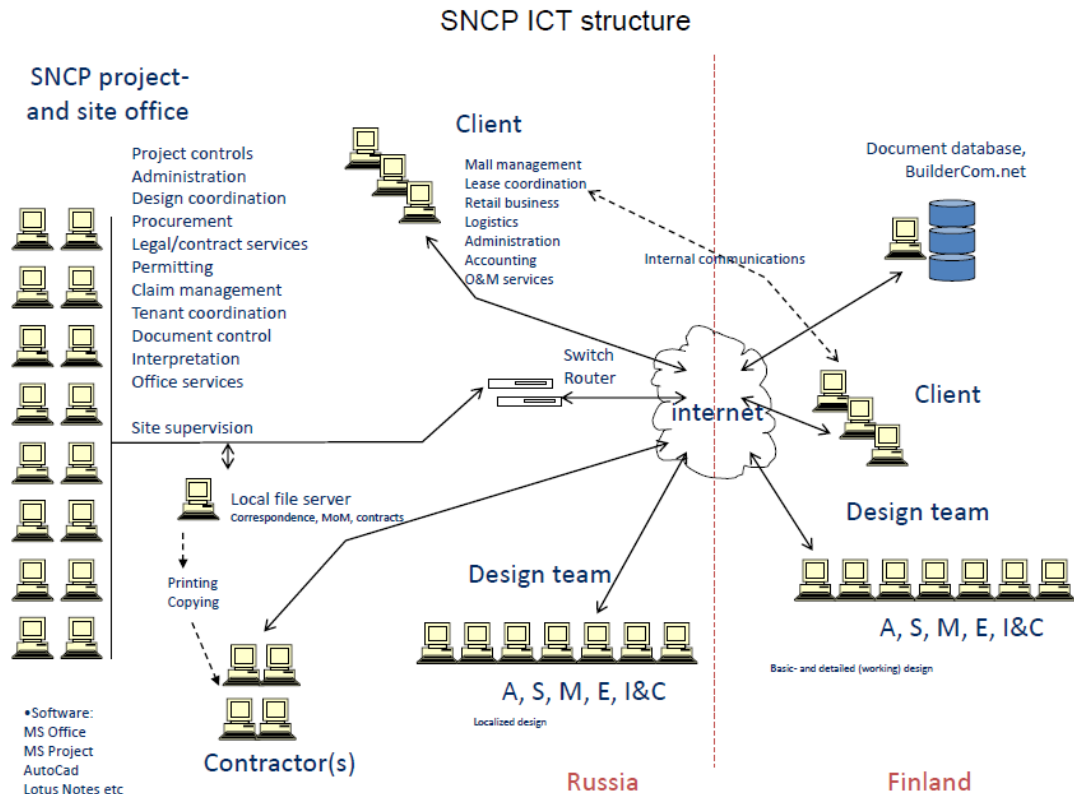 SNCP ICT structure
SNCP project-
and site office
Project controls
Administration
Design coordination
Procurement
Legal/contract services
Permitting
Claim management
Tenant coordination
Document control
Interpretation
Office services
Site supervision
Local file server
Correspondence, MoM, contracts
Printing
Copying
•Software:
MS Office
MS Project
AutoCad
Lotus Notes etc
Contractor(s)
Client
Mall management
Lease coordination
Retail business
Logistics
Administration
Accounting
O&M services
Internal communications
Switch
Router
internet
Design team
A, S, M, E, I&C
Localized design
Russia
Document database,
BuilderCom.net
Client
Design team
A, S, M, E, I&C
Basic- and detailed (working) design
Finland